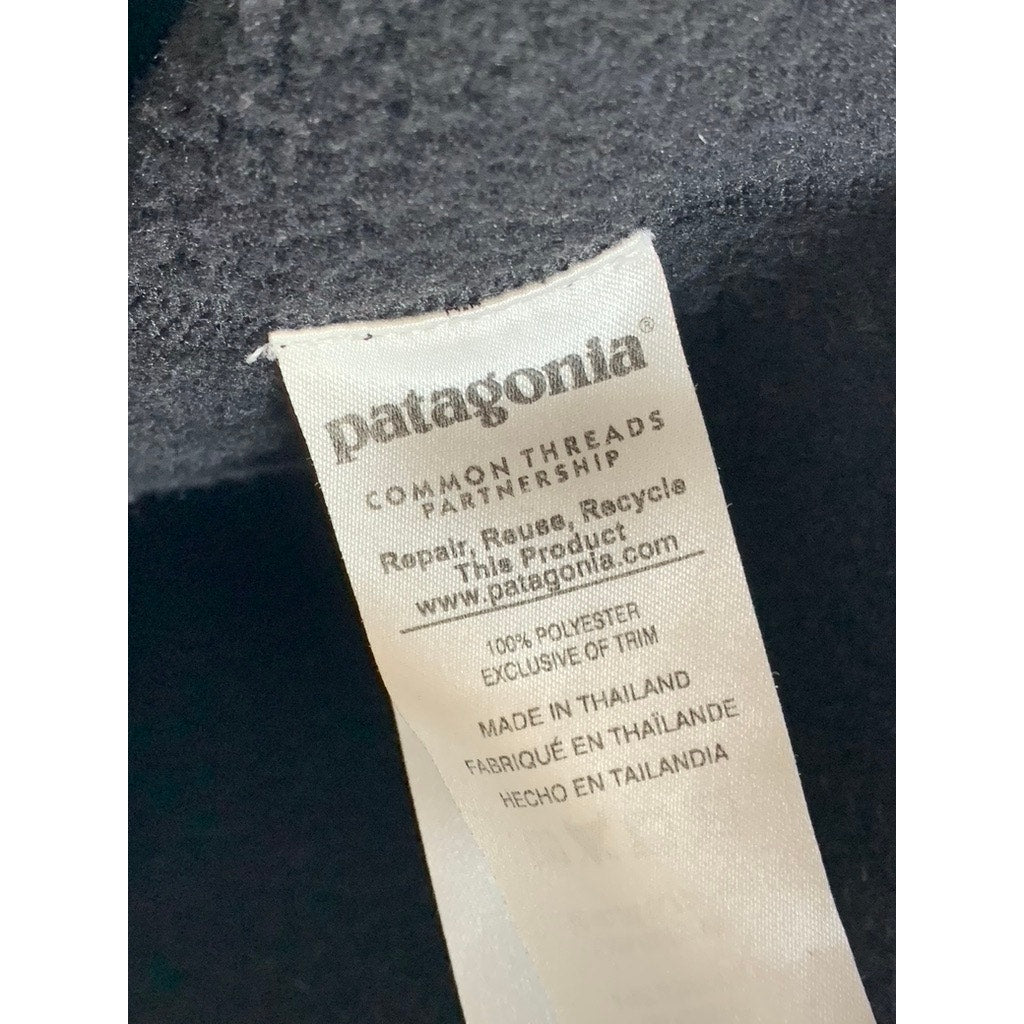 patagonia®
COMMON THREADS
PARTNERSHIP
Repair, Reuse, Recycle
This Product
www.patagonia.com
100% POLYESTER
EXCLUSIVE OF TRIM
MADE IN THAILAND
FABRIQUÉ EN THAÏLANDE
HECHO EN TAILANDIA